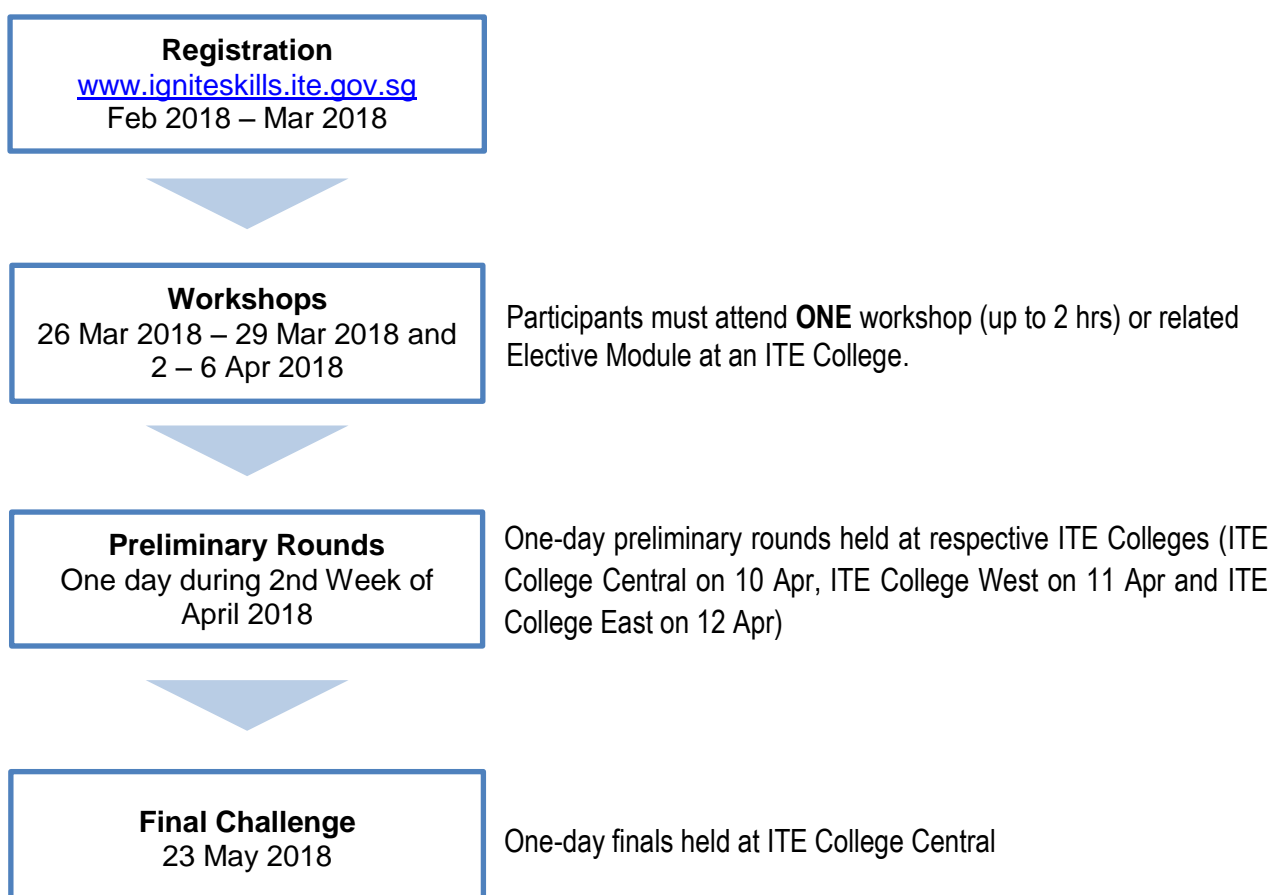 Registration
www.igniteskills.ite.gov.sg
Feb 2018 – Mar 2018
Workshops
26 Mar 2018 – 29 Mar 2018 and
2 – 6 Apr 2018
Participants must attend ONE workshop (up to 2 hrs) or related
Elective Module at an ITE College.
Preliminary Rounds
One day during 2nd Week of
April 2018
One-day preliminary rounds held at respective ITE Colleges (ITE
College Central on 10 Apr, ITE College West on 11 Apr and ITE
College East on 12 Apr)
Final Challenge
23 May 2018
One-day finals held at ITE College Central